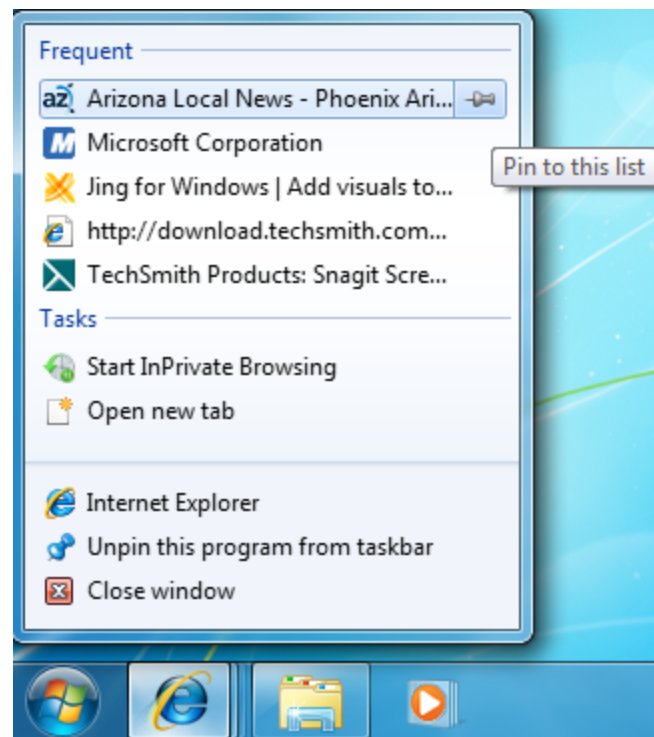 Frequent
az Arizona Local News - Phoenix Ari...
M Microsoft Corporation
Pin to this list
Jing for Windows | Add visuals to...
http://download.techsmith.com...
TechSmith Products: Snagit Scre...
Tasks
Start InPrivate Browsing
Open new tab
Internet Explorer
Unpin this program from taskbar
Close window